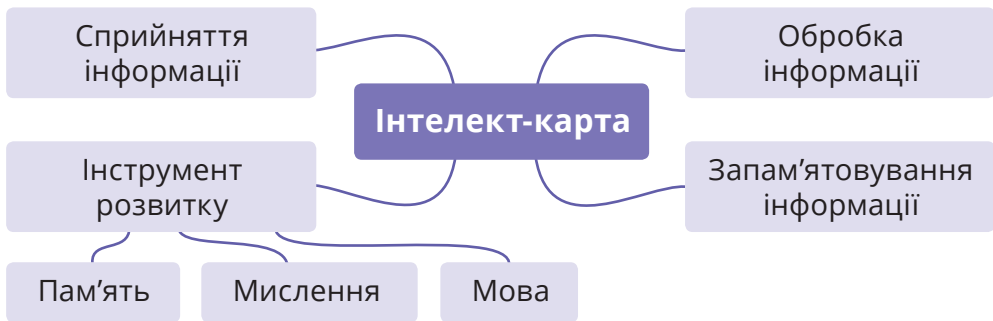 Сприйняття
інформації
Обробка
інформації
Інтелект-карта
Інструмент
розвитку
Запам’ятовування
інформації
Пам’ять
Мислення
Мова